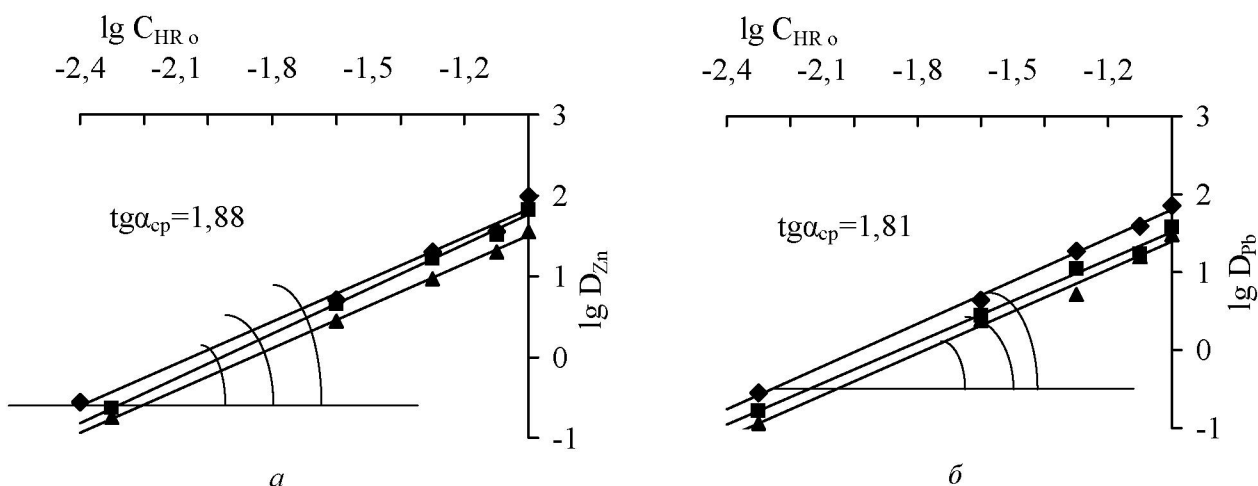 lg C_HR o
-2,4 -2,1 -1,8 -1,5 -1,2
3
2
1
0
-1
lg D_Zn
tgα_cp=1,88
а
lg C_HR o
-2,4 -2,1 -1,8 -1,5 -1,2
3
2
1
0
-1
lg D_Pb
tgα_cp=1,81
б